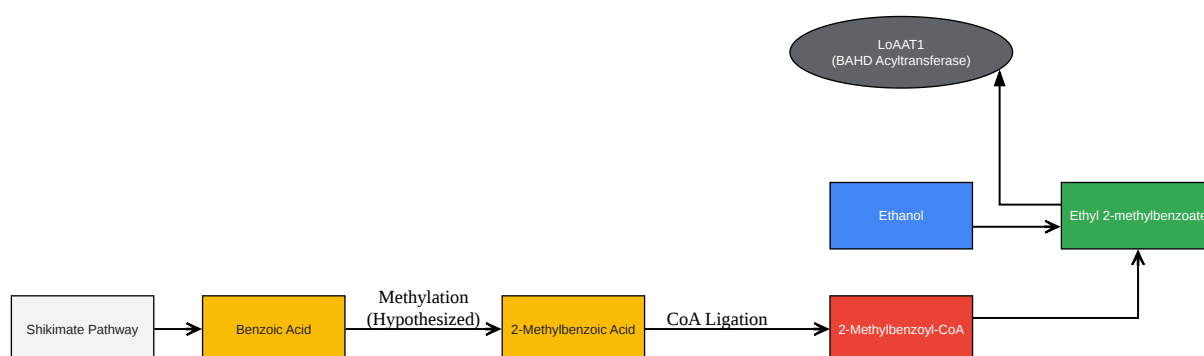 LoAAT1
(BAHD Acyltransferase)
Ethanol
Ethyl 2-methylbenzoate
Shikimate Pathway
Benzoic Acid
Methylation
(Hypothesized)
2-Methylbenzoic Acid
CoA Ligation
2-Methylbenzoyl-CoA